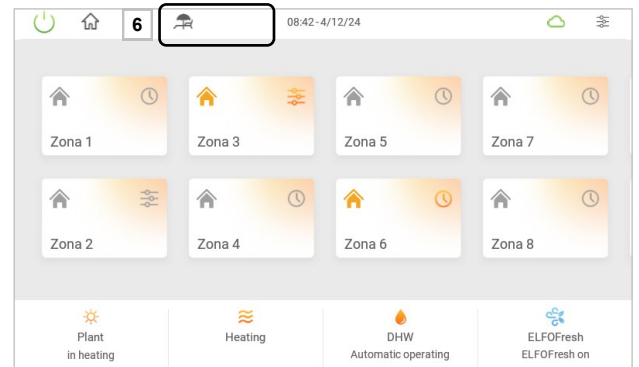 6
08:42-4/12/24
Zona 1
Zona 3
Zona 5
Zona 7
Zona 2
Zona 4
Zona 6
Zona 8
Plant
in heating
Heating
DHW
Automatic operating
ELFOFresh
ELFOFresh on